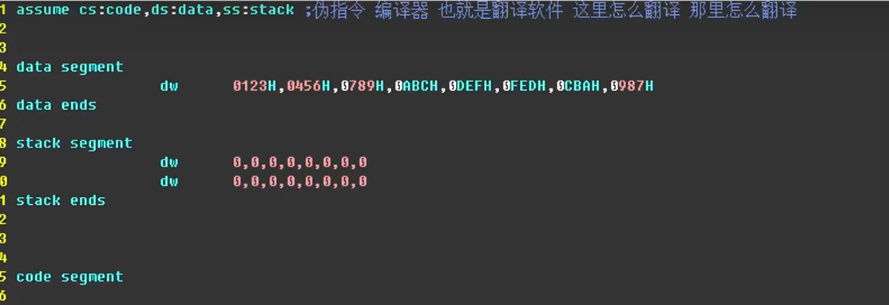 1 assume cs:code,ds:data,ss:stack ;伪指令 编译器 也就是翻译软件 这里怎么翻译 那里怎么翻译
2
3
4 data segment
5 dw 0123H,0456H,0789H,0ABCH,0DEFH,0FEDH,0CBAH,0987H
6 data ends
7
8 stack segment
9 dw 0,0,0,0,0,0,0,0
0 dw 0,0,0,0,0,0,0,0
1 stack ends
2
3
4
5 code segment
6